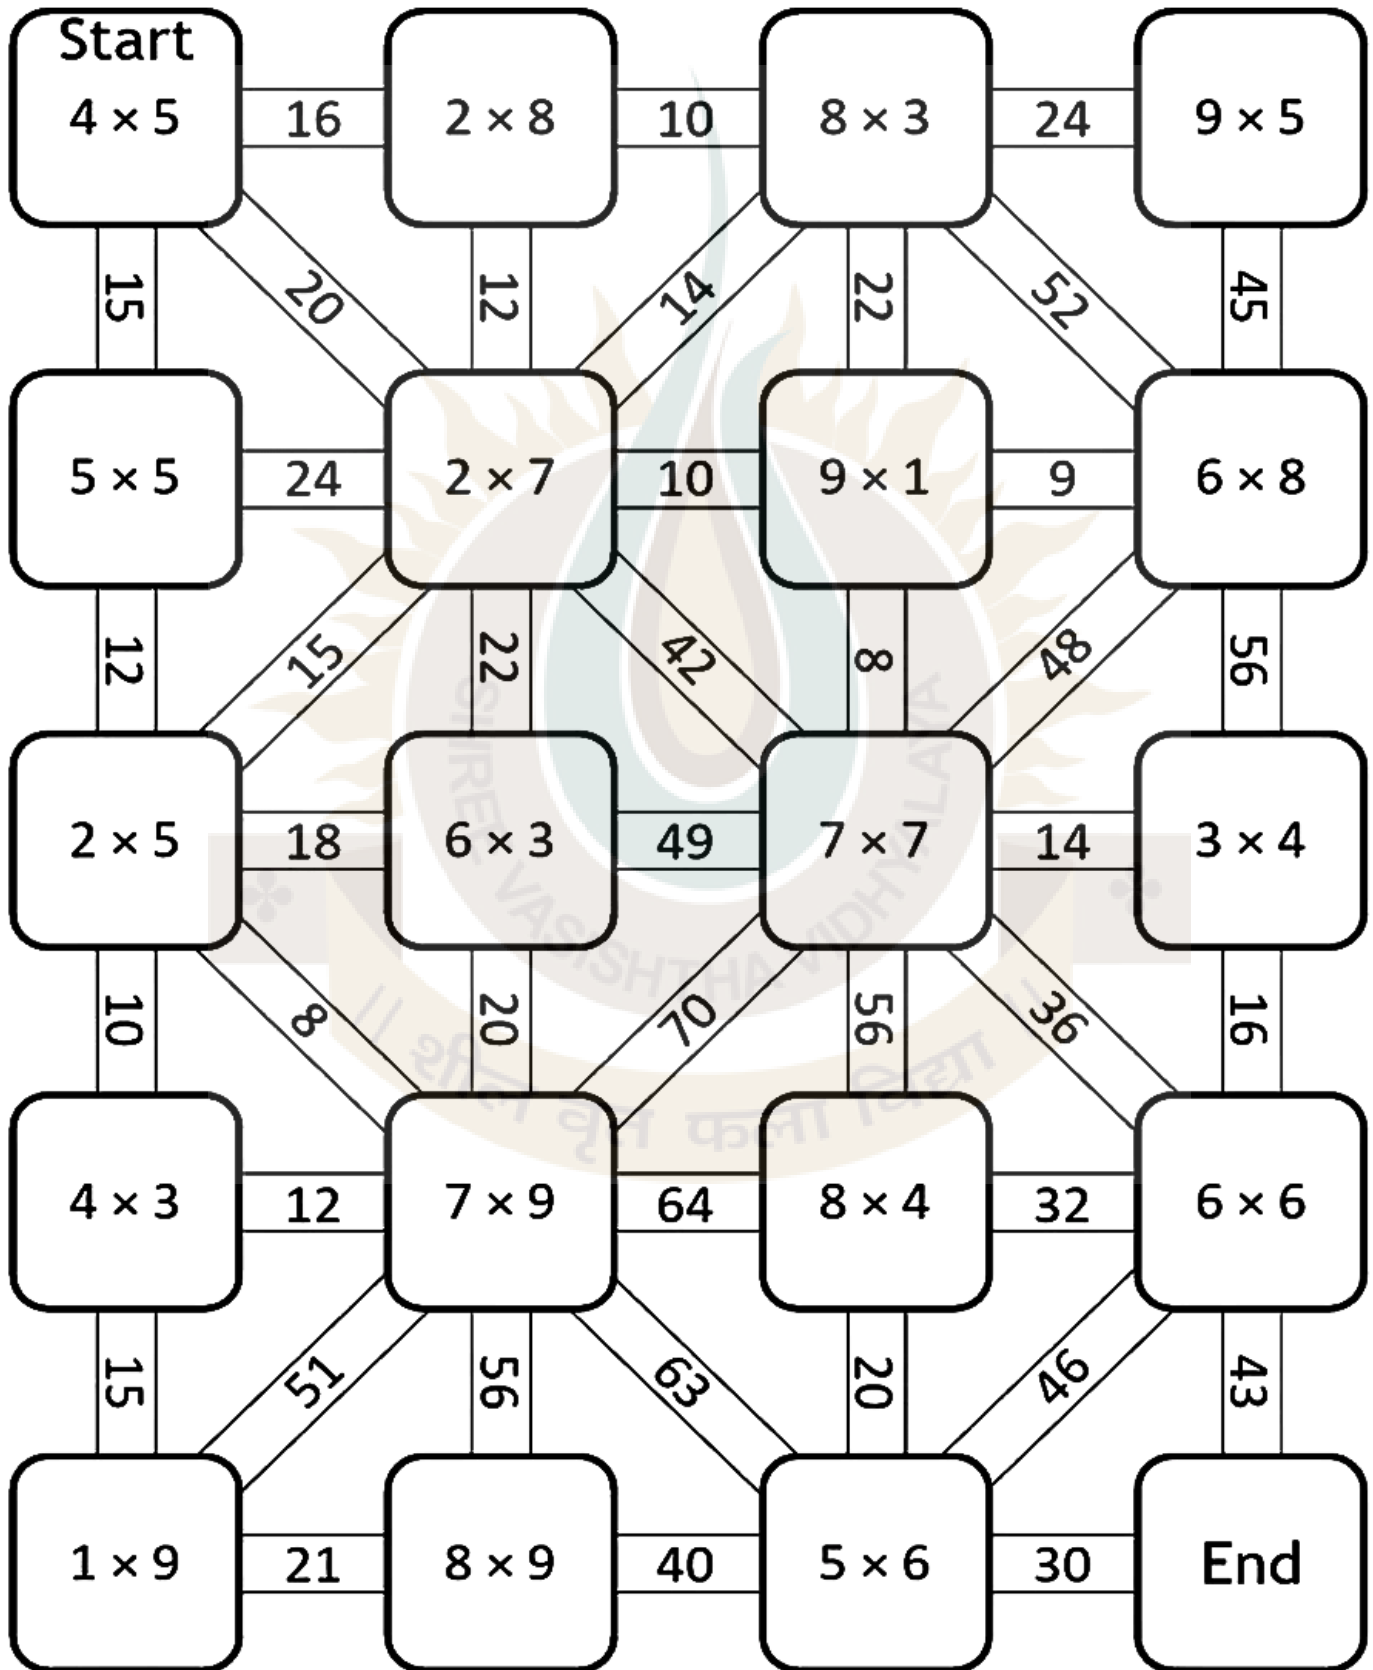 Start
4 × 5 16 2 × 8 10 8 × 3 24 9 × 5
15 20 12 14 22 52 45
5 × 5 24 2 × 7 10 9 × 1 9 6 × 8
12 15 22 42 8 48 56
2 × 5 18 6 × 3 49 7 × 7 14 3 × 4
SHREE VASISHTHA VIDHYALAYA
10 8 20 70 56 36 16
|| शील वृत फला विद्या ||
4 × 3 12 7 × 9 64 8 × 4 32 6 × 6
15 51 56 63 20 46 43
1 × 9 21 8 × 9 40 5 × 6 30 End